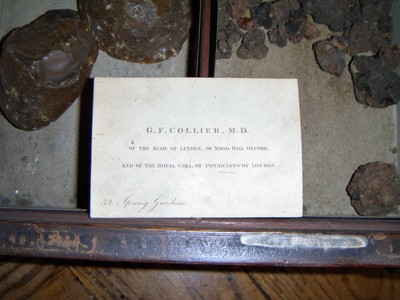 G. F. COLLIER, M.D.
OF THE ACAD. OF LEYDEN, OF MAGD. HALL OXFORD,
AND OF THE ROYAL COLL. OF PHYSICIANS OF LONDON.
32 Spring Gardens.